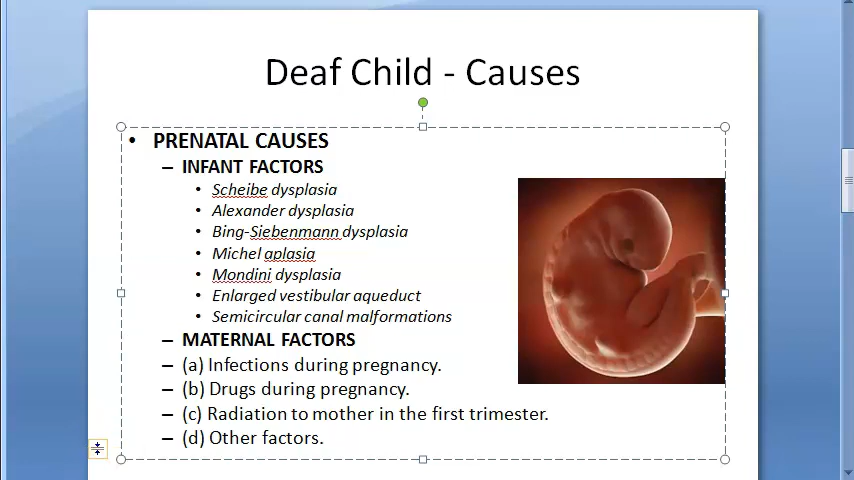 Deaf Child - Causes
• PRENATAL CAUSES
– INFANT FACTORS
• Scheibe dysplasia
• Alexander dysplasia
• Bing-Siebenmann dysplasia
• Michel aplasia
• Mondini dysplasia
• Enlarged vestibular aqueduct
• Semicircular canal malformations
– MATERNAL FACTORS
– (a) Infections during pregnancy.
– (b) Drugs during pregnancy.
– (c) Radiation to mother in the first trimester.
– (d) Other factors.